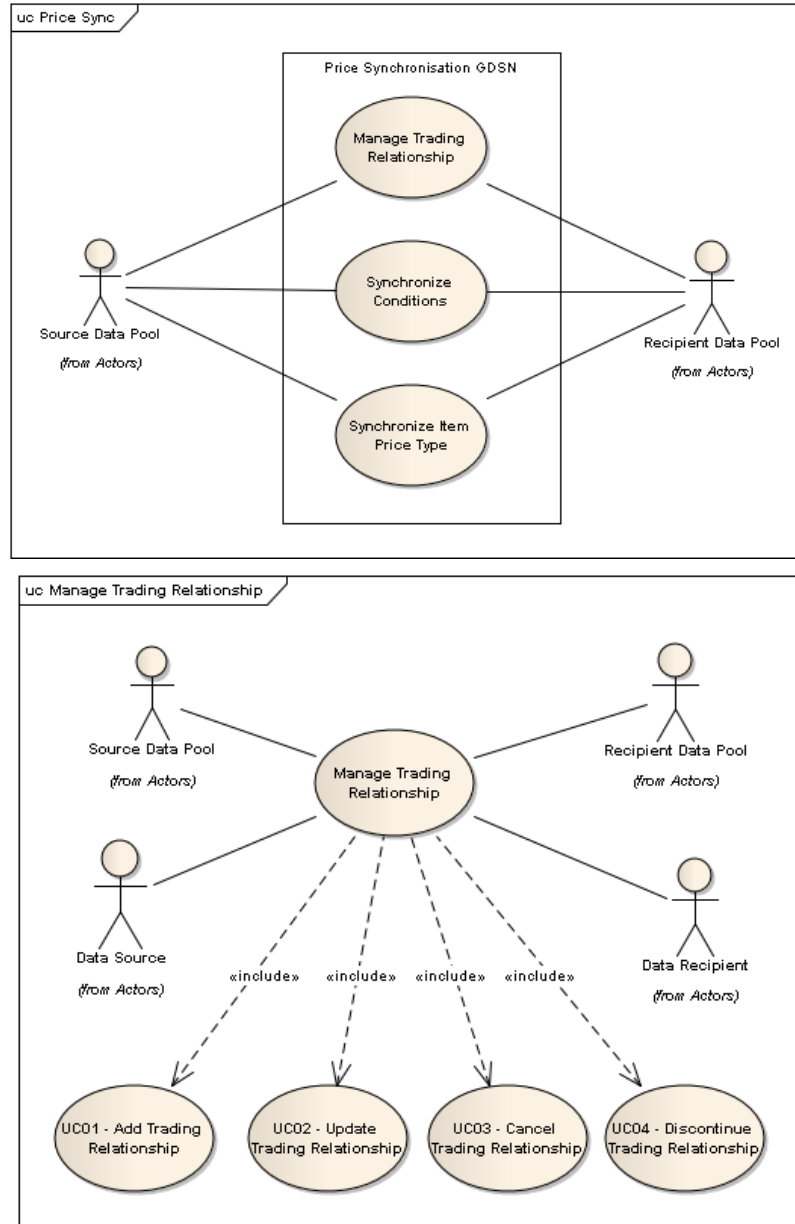 uc Price Sync
Price Synchronisation GDSN
Manage Trading
Relationship
Synchronize
Conditions
Source Data Pool
(from Actors)
Recipient Data Pool
(from Actors)
Synchronize Item
Price Type
uc Manage Trading Relationship
Source Data Pool
(from Actors)
Recipient Data Pool
(from Actors)
Manage Trading
Relationship
Data Source
(from Actors)
Data Recipient
(from Actors)
«include»
«include»
«include»
«include»
UC01 - Add Trading
Relationship
UC02 - Update
Trading Relationship
UC03 - Cancel
Trading Relationship
UC04 - Discontinue
Trading Relationship